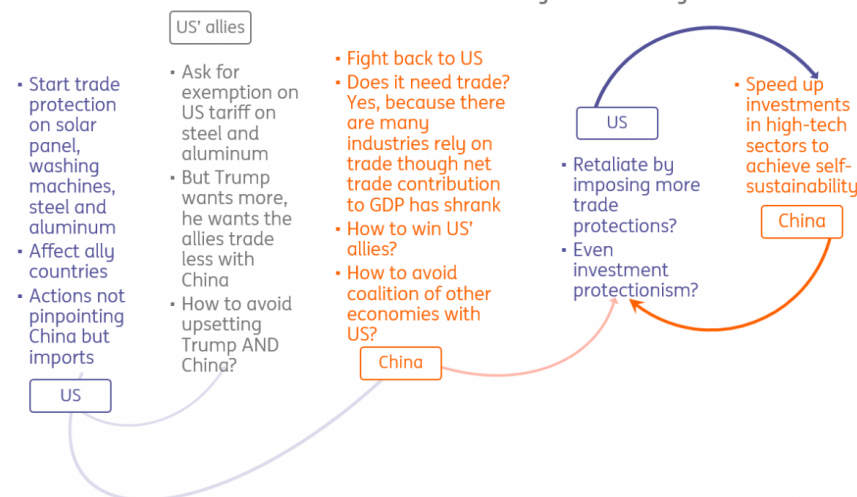 US' allies
▪ Start trade
protection
on solar
panel,
washing
machines,
steel and
aluminum
▪ Affect ally
countries
▪ Actions not
pinpointing
China but
imports
US
▪ Ask for
exemption on
US tariff on
steel and
aluminum
▪ But Trump
wants more,
he wants the
allies trade
less with
China
▪ How to avoid
upsetting
Trump AND
China?
▪ Fight back to US
▪ Does it need trade?
Yes, because there
are many
industries rely on
trade though net
trade contribution
to GDP has shrank
▪ How to win US'
allies?
▪ How to avoid
coalition of other
economies with
US?
China
US
▪ Retaliate by
imposing more
trade
protections?
▪ Even
investment
protectionism?
▪ Speed up
investments
in high-tech
sectors to
achieve self-
sustainability
China